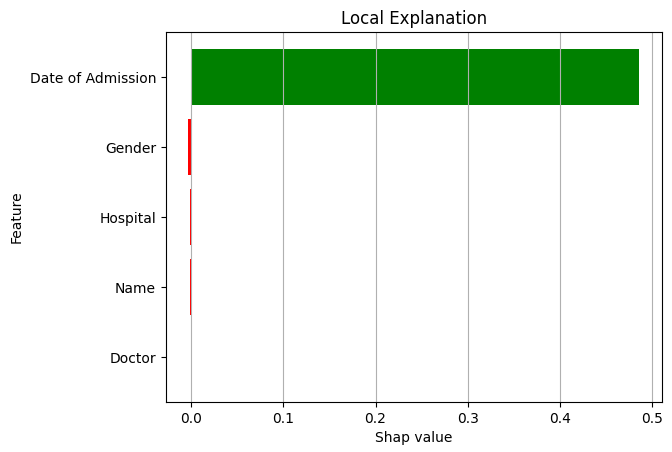 Local Explanation
Date of Admission
Gender
Hospital
Name
Doctor
Feature
0.0 0.1 0.2 0.3 0.4 0.5
Shap value